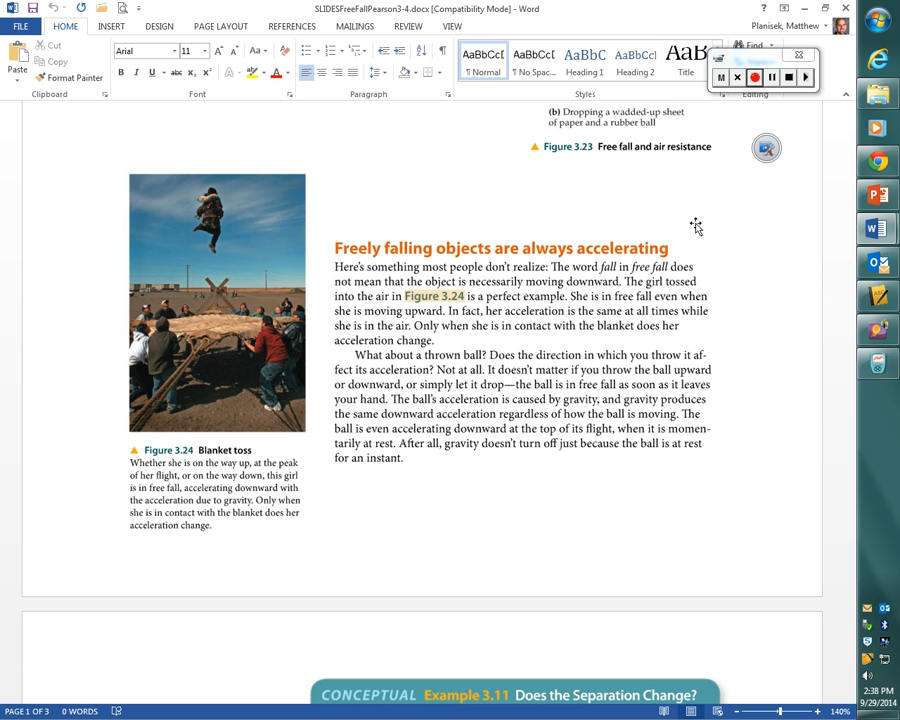 SLIDESFreeFallPearson3-4.docx [Compatibility Mode] - Word
FILE HOME INSERT DESIGN PAGE LAYOUT REFERENCES MAILINGS REVIEW VIEW Planisek, Matthew
Paste
Cut
Copy
Format Painter
Arial 11
AaBbCcD AaBbCcD AaBbC AaBbCcI AaB
¶ Normal ¶ No Spac... Heading 1 Heading 2 Title
Find
Clipboard Font Paragraph Styles Editing
(b) Dropping a wadded-up sheet
of paper and a rubber ball
Figure 3.23 Free fall and air resistance
Freely falling objects are always accelerating
Here's something most people don't realize: The word fall in free fall does
not mean that the object is necessarily moving downward. The girl tossed
into the air in Figure 3.24 is a perfect example. She is in free fall even when
she is moving upward. In fact, her acceleration is the same at all times while
she is in the air. Only when she is in contact with the blanket does her
acceleration change.
What about a thrown ball? Does the direction in which you throw it af-
fect its acceleration? Not at all. It doesn't matter if you throw the ball upward
or downward, or simply let it drop—the ball is in free fall as soon as it leaves
your hand. The ball's acceleration is caused by gravity, and gravity produces
the same downward acceleration regardless of how the ball is moving. The
ball is even accelerating downward at the top of its flight, when it is momen-
tarily at rest. After all, gravity doesn't turn off just because the ball is at rest
for an instant.
Figure 3.24 Blanket toss
Whether she is on the way up, at the peak
of her flight, or on the way down, this girl
is in free fall, accelerating downward with
the acceleration due to gravity. Only when
she is in contact with the blanket does her
acceleration change.
CONCEPTUAL Example 3.11 Does the Separation Change?
PAGE 1 OF 3 0 WORDS 140%
2:38 PM
9/29/2014